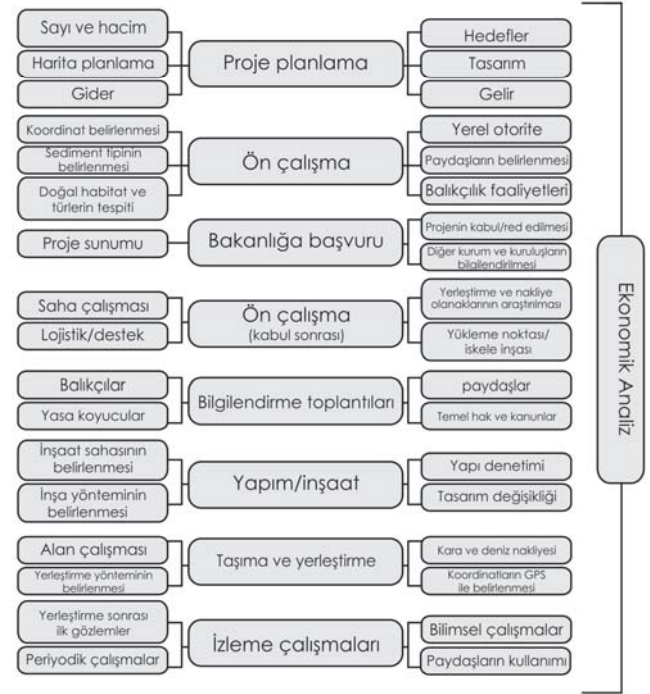 Sayı ve hacim
Harita planlama
Gider
Proje planlama
Hedefler
Tasarım
Gelir
Koordinat belirlenmesi
Sediment tipinin
belirlenmesi
Doğal habitat ve
türlerin tespiti
Ön çalışma
Yerel otorite
Paydaşların belirlenmesi
Balıkçılık faaliyetleri
Proje sunumu
Bakanlığa başvuru
Projenin kabul/red edilmesi
Diğer kurum ve kuruluşların
bilgilendirilmesi
Saha çalışması
Lojistik/destek
Ön çalışma
(kabul sonrası)
Yerleştirme ve nakliye
olanaklarının araştırılması
Yükleme noktası/
iskele inşası
Balıkçılar
Yasa koyucular
Bilgilendirme toplantıları
paydaşlar
Temel hak ve kanunlar
İnşaat sahasının
belirlenmesi
İnşa yönteminin
belirlenmesi
Yapım/inşaat
Yapı denetimi
Tasarım değişikliği
Alan çalışması
Yerleştirme yönteminin
belirlenmesi
Taşıma ve yerleştirme
Kara ve deniz nakliyesi
Koordinatların GPS
ile belirlenmesi
Yerleştirme sonrası
ilk gözlemler
Periyodik çalışmalar
İzleme çalışmaları
Bilimsel çalışmalar
Paydaşların kullanımı
Ekonomik Analiz